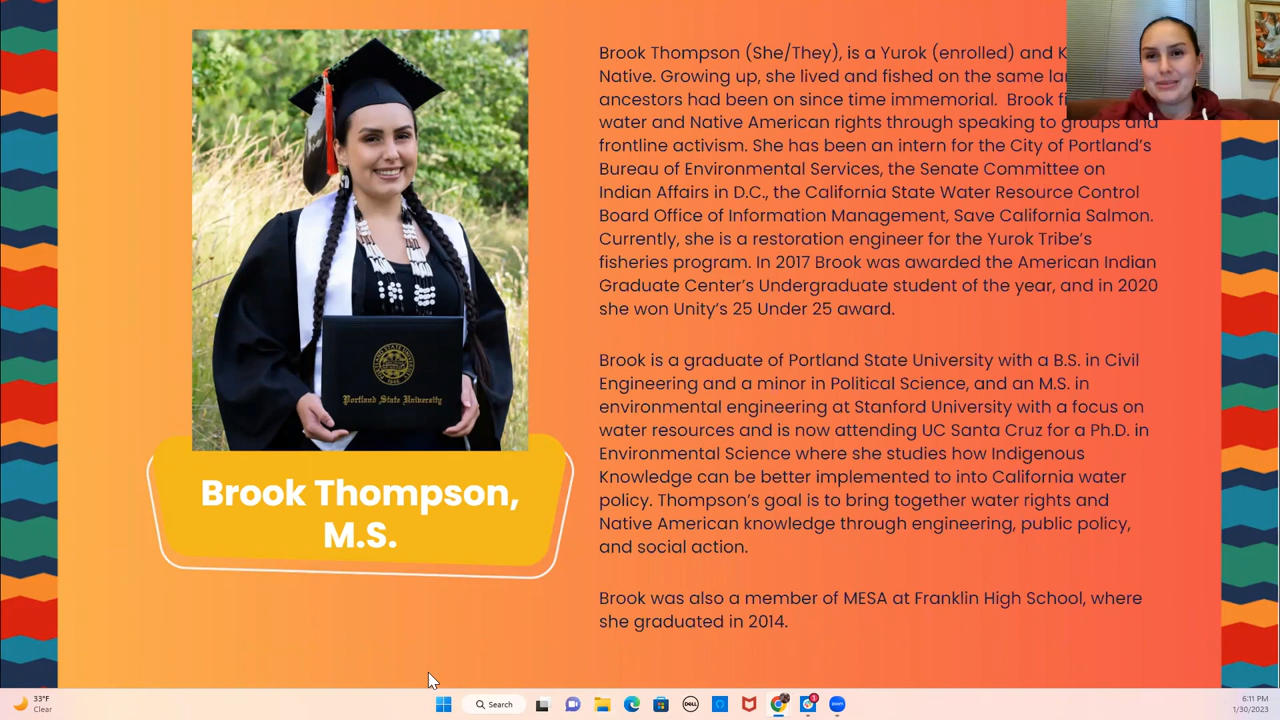 Brook Thompson (She/They), is a Yurok (enrolled) and K
Native. Growing up, she lived and fished on the same la
ancestors had been on since time immemorial. Brook f
water and Native American rights through speaking to groups and
frontline activism. She has been an intern for the City of Portland's
Bureau of Environmental Services, the Senate Committee on
Indian Affairs in D.C., the California State Water Resource Control
Board Office of Information Management, Save California Salmon.
Currently, she is a restoration engineer for the Yurok Tribe's
fisheries program. In 2017 Brook was awarded the American Indian
Graduate Center's Undergraduate student of the year, and in 2020
she won Unity's 25 Under 25 award.
Brook is a graduate of Portland State University with a B.S. in Civil
Engineering and a minor in Political Science, and an M.S. in
environmental engineering at Stanford University with a focus on
water resources and is now attending UC Santa Cruz for a Ph.D. in
Environmental Science where she studies how Indigenous
Knowledge can be better implemented to into California water
policy. Thompson's goal is to bring together water rights and
Native American knowledge through engineering, public policy,
and social action.
Brook was also a member of MESA at Franklin High School, where
she graduated in 2014.
Portland State University
Brook Thompson,
M.S.
33°F
Clear
Search
DELL
1
zoom
6:11 PM
1/30/2023